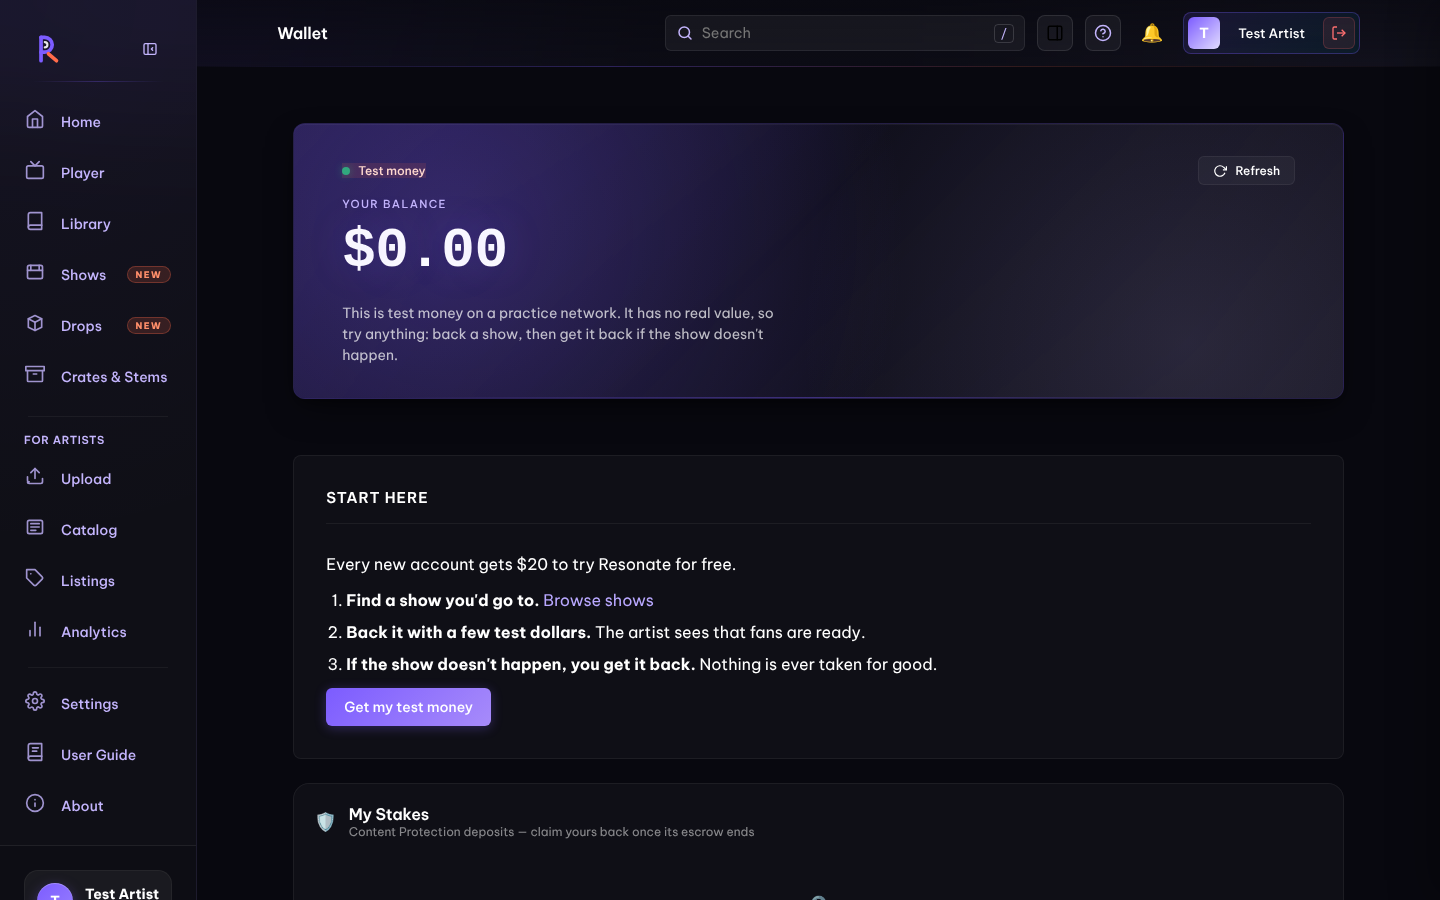 Wallet
Search
/
T
Test Artist
Home
Player
Library
Shows NEW
Drops NEW
Crates & Stems
FOR ARTISTS
Upload
Catalog
Listings
Analytics
Settings
User Guide
About
T
Test Artist
Test money
Refresh
YOUR BALANCE
$0.00
This is test money on a practice network. It has no real value, so
try anything: back a show, then get it back if the show doesn't
happen.
START HERE
Every new account gets $20 to try Resonate for free.
1. Find a show you'd go to. Browse shows
2. Back it with a few test dollars. The artist sees that fans are ready.
3. If the show doesn't happen, you get it back. Nothing is ever taken for good.
Get my test money
My Stakes
Content Protection deposits — claim yours back once its escrow ends